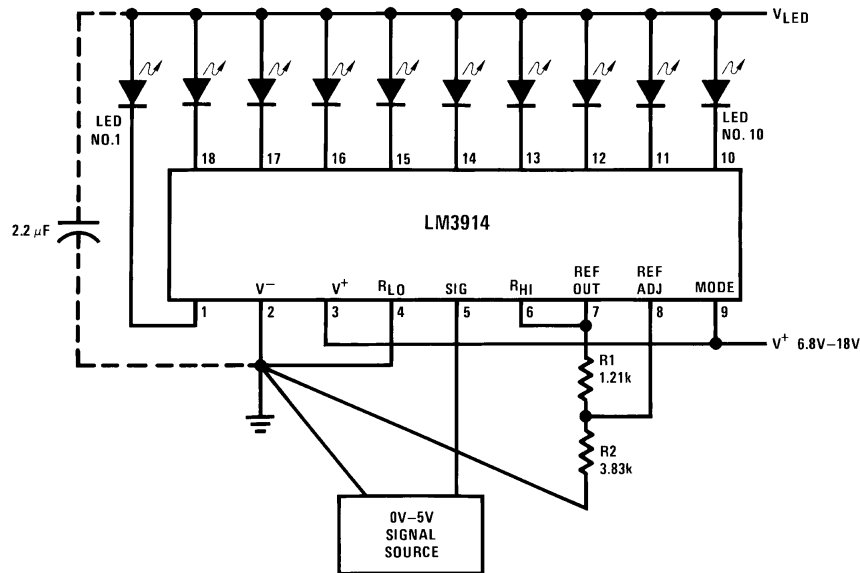 V_LED
LED
NO.1
LED
NO. 10
18 17 16 15 14 13 12 11 10
LM3914
2.2 μF
V⁻ V⁺ R_LO SIG R_HI REF OUT REF ADJ MODE
1 2 3 4 5 6 7 8 9
V⁺ 6.8V–18V
R1
1.21k
R2
3.83k
0V–5V
SIGNAL
SOURCE